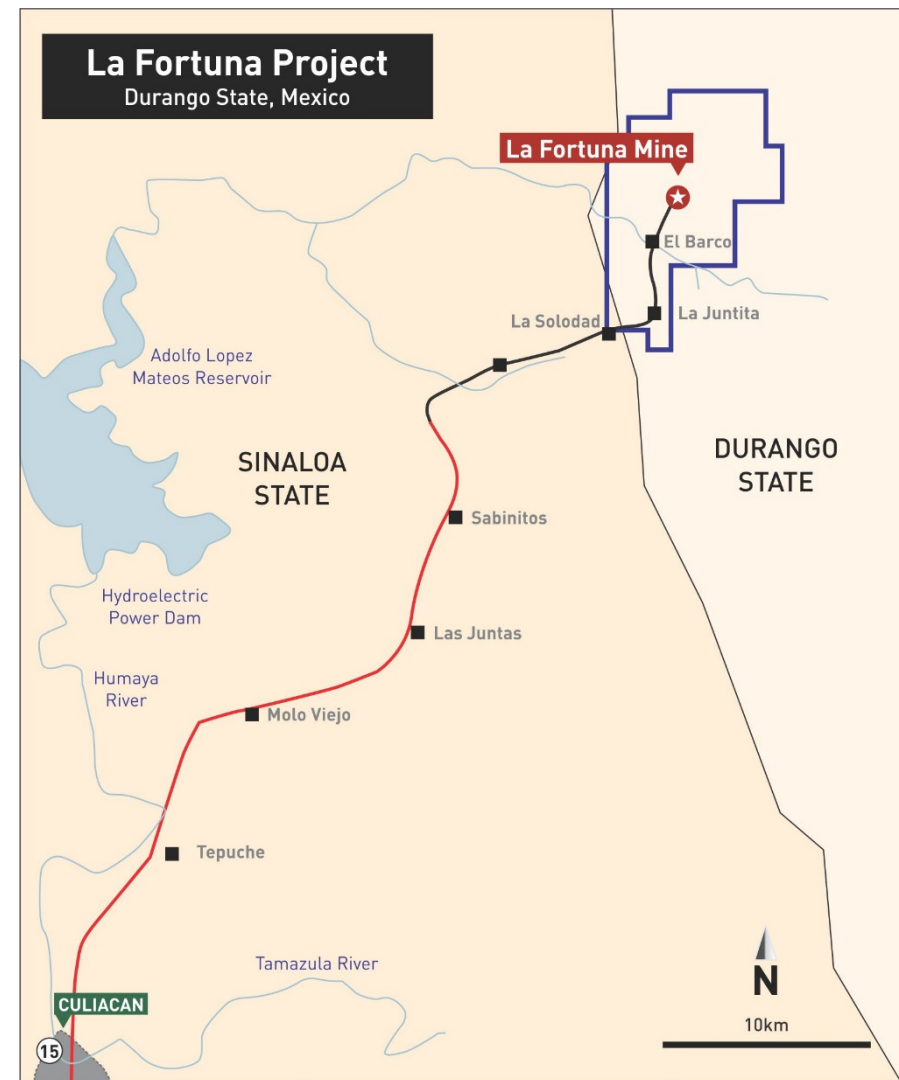 La Fortuna Project
Durango State, Mexico
La Fortuna Mine
El Barco
La Solodad
La Juntita
Adolfo Lopez
Mateos Reservoir
SINALOA
STATE
DURANGO
STATE
Sabinitos
Hydroelectric
Power Dam
Las Juntas
Humaya
River
Molo Viejo
Tepuche
Tamazula River
N
CULIACAN
10km
15